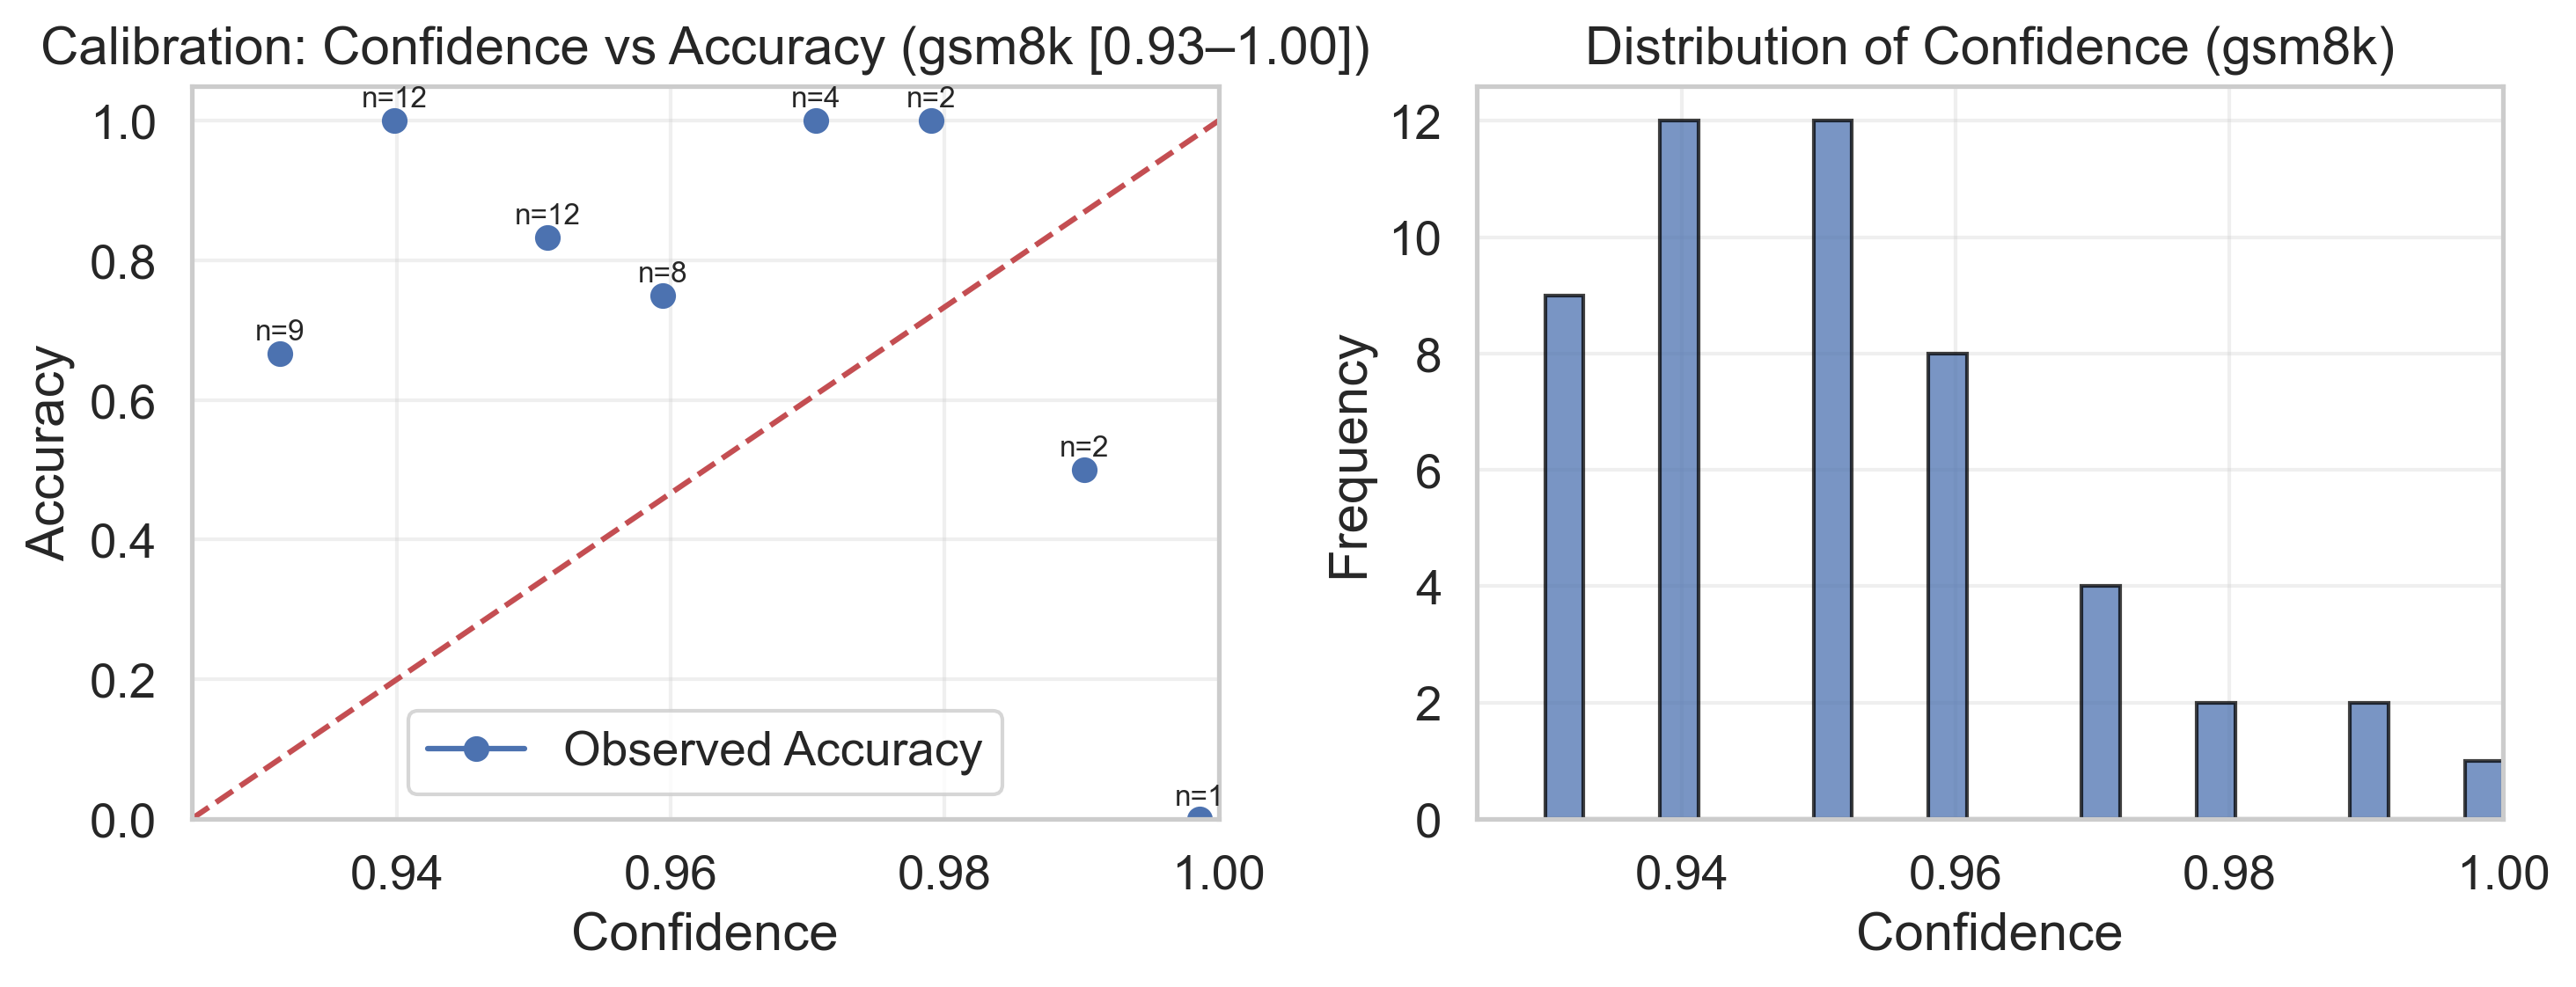 Calibration: Confidence vs Accuracy (gsm8k [0.93–1.00])
n=12
n=4
n=2
n=12
n=8
n=9
n=2
n=1
1.0
0.8
0.6
0.4
0.2
0.0
Accuracy
Observed Accuracy
0.94
0.96
0.98
1.00
Confidence
Distribution of Confidence (gsm8k)
12
10
8
6
4
2
0
Frequency
0.94
0.96
0.98
1.00
Confidence